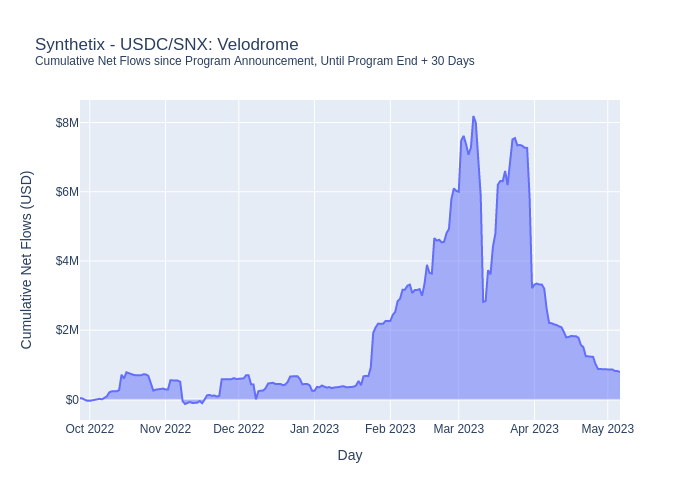 Synthetix - USDC/SNX: Velodrome
Cumulative Net Flows since Program Announcement, Until Program End + 30 Days
Cumulative Net Flows (USD)
$8M
$6M
$4M
$2M
$0
Oct 2022 Nov 2022 Dec 2022 Jan 2023 Feb 2023 Mar 2023 Apr 2023 May 2023
Day